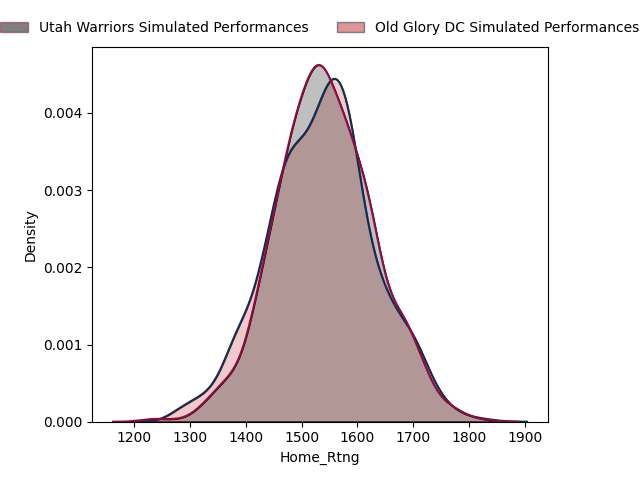 Utah Warriors Simulated Performances
Old Glory DC Simulated Performances
Density
0.004
0.003
0.002
0.001
0.000
1200 1300 1400 1500 1600 1700 1800 1900
Home_Rtng